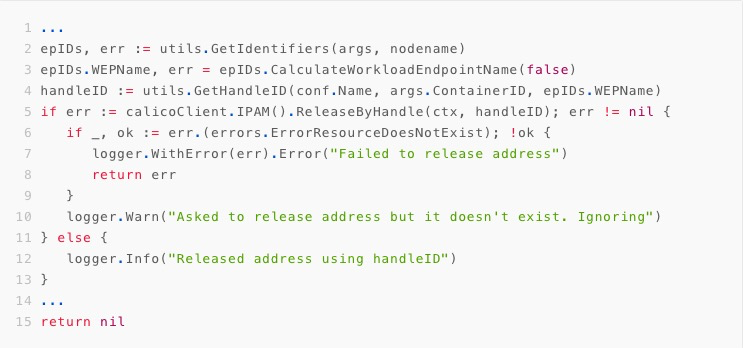 1 ...
2 epIDs, err := utils.GetIdentifiers(args, nodename)
3 epIDs.WEPName, err = epIDs.CalculateWorkloadEndpointName(false)
4 handleID := utils.GetHandleID(conf.Name, args.ContainerID, epIDs.WEPName)
5 if err := calicoClient.IPAM().ReleaseByHandle(ctx, handleID); err != nil {
6    if _, ok := err.(errors.ErrorResourceDoesNotExist); !ok {
7       logger.WithError(err).Error("Failed to release address")
8       return err
9    }
10    logger.Warn("Asked to release address but it doesn't exist. Ignoring")
11 } else {
12    logger.Info("Released address using handleID")
13 }
14 ...
15 return nil